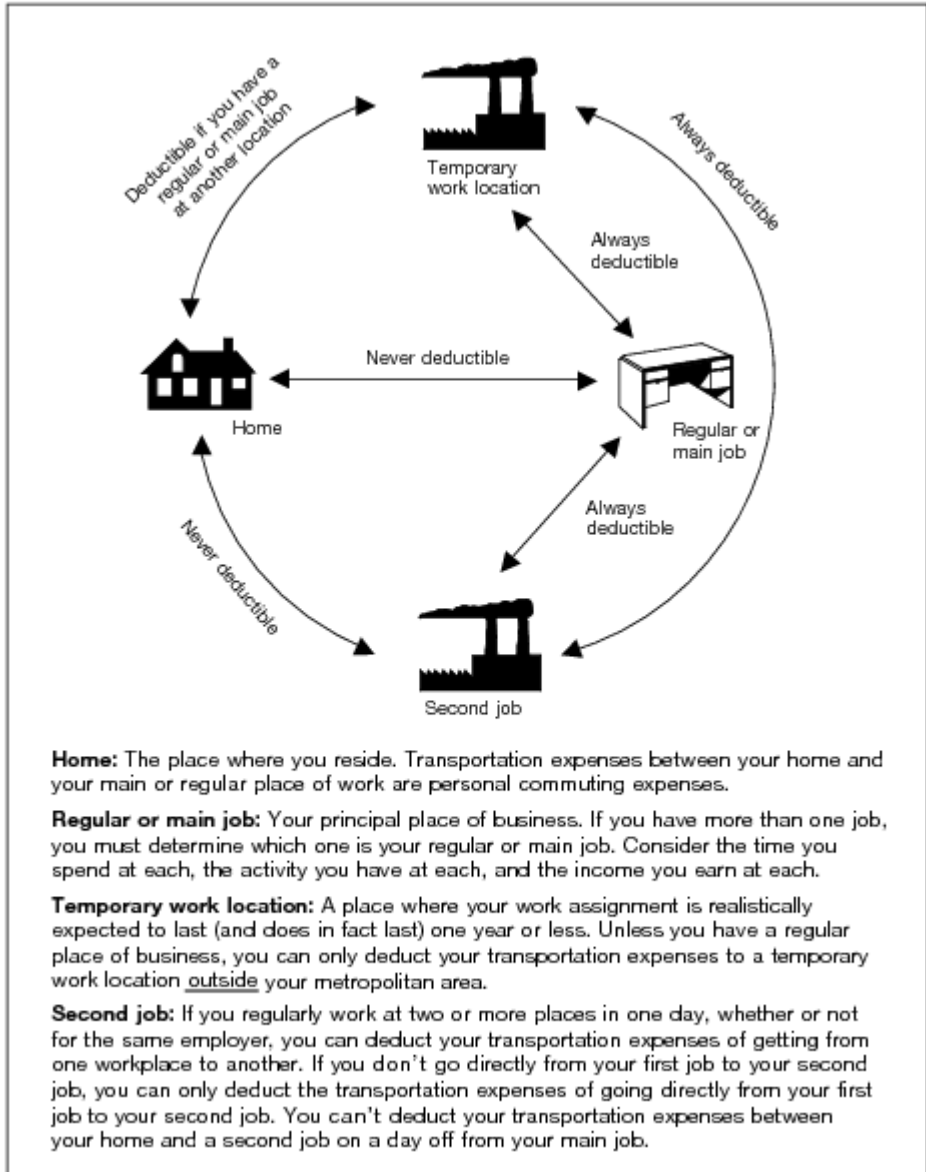 Deductible if you have a
regular or main job
at another location
Temporary
work location
Always deductible
Always
deductible
Never deductible
Home
Regular or
main job
Always
deductible
Never deductible
Second job
Home: The place where you reside. Transportation expenses between your home and
your main or regular place of work are personal commuting expenses.
Regular or main job: Your principal place of business. If you have more than one job,
you must determine which one is your regular or main job. Consider the time you
spend at each, the activity you have at each, and the income you earn at each.
Temporary work location: A place where your work assignment is realistically
expected to last (and does in fact last) one year or less. Unless you have a regular
place of business, you can only deduct your transportation expenses to a temporary
work location outside your metropolitan area.
Second job: If you regularly work at two or more places in one day, whether or not
for the same employer, you can deduct your transportation expenses of getting from
one workplace to another. If you don't go directly from your first job to your second
job, you can only deduct the transportation expenses of going directly from your first
job to your second job. You can't deduct your transportation expenses between
your home and a second job on a day off from your main job.